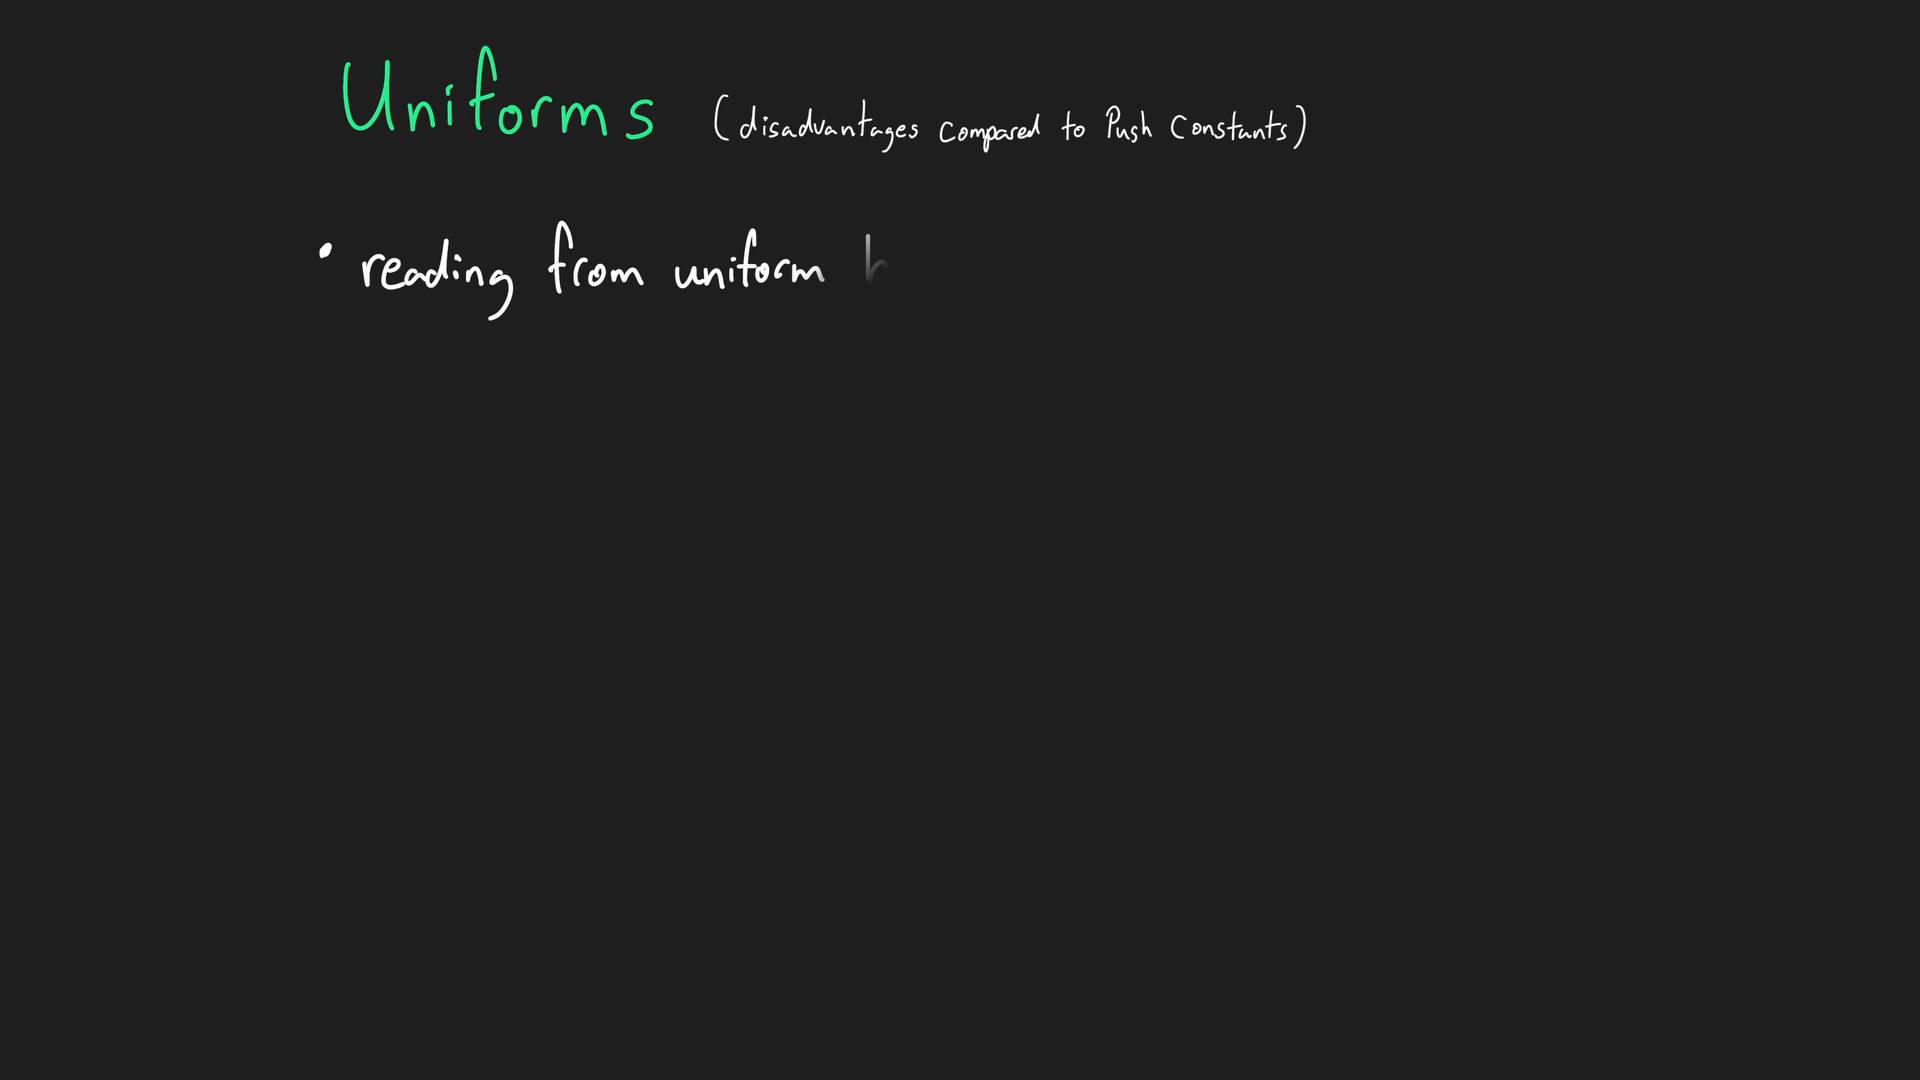 Uniforms (disadvantages compared to Push Constants)
• reading from uniform